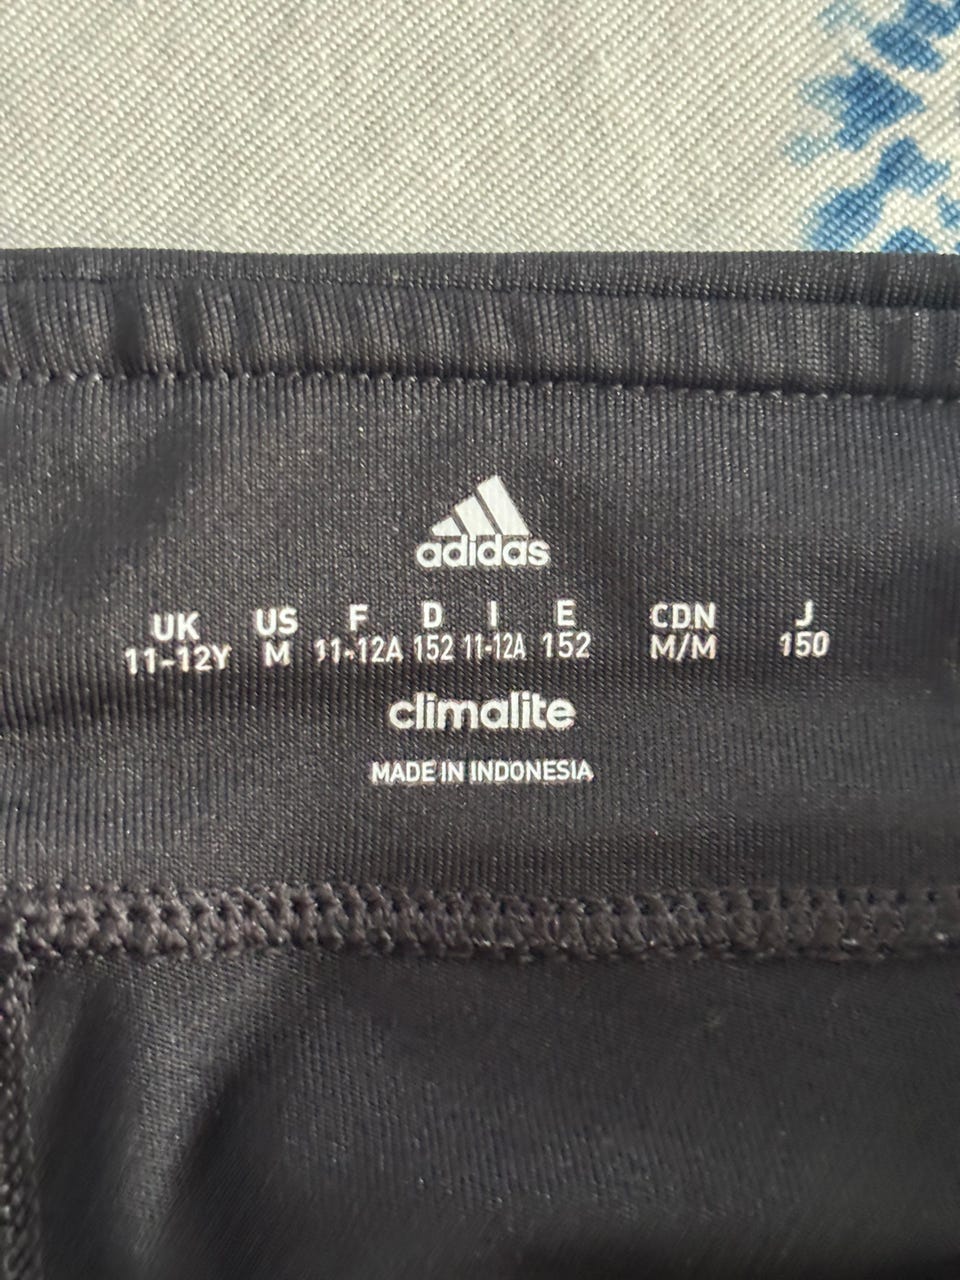 adidas
UK US F D I E CDN J
11-12Y M 11-12A 152 11-12A 152 M/M 150
climalite
MADE IN INDONESIA